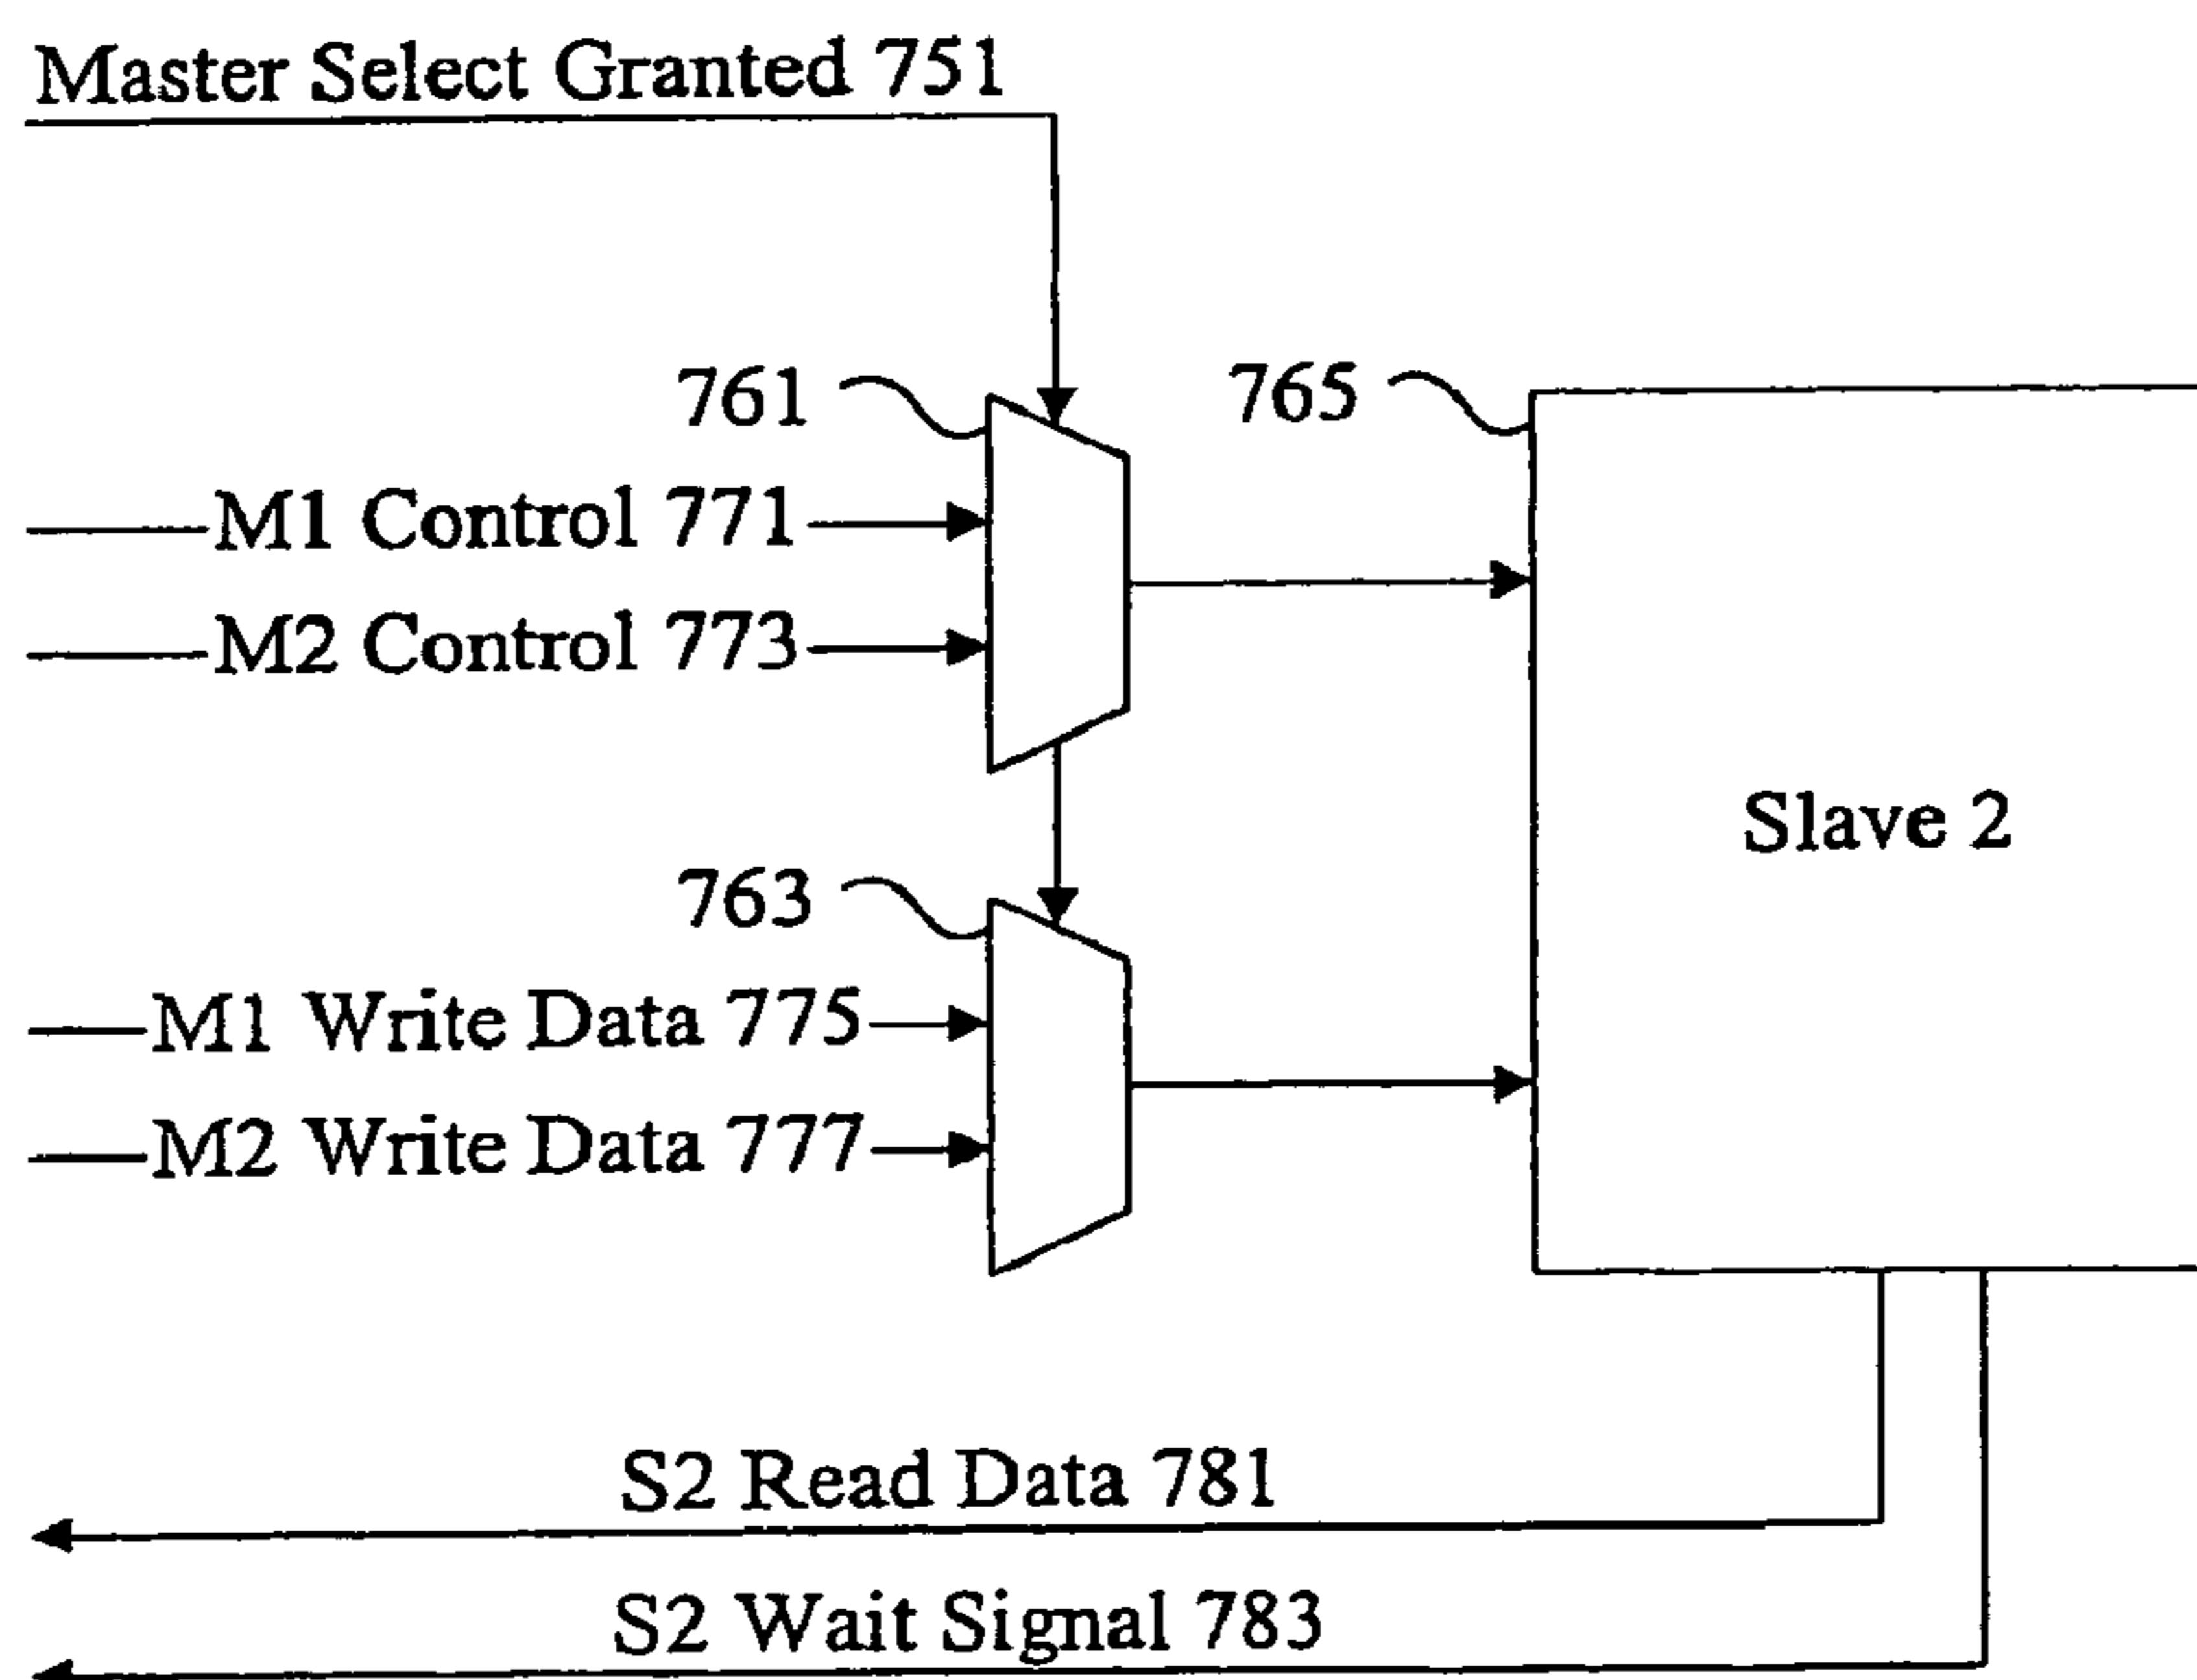 Master Select Granted 751
761
765
M1 Control 771
M2 Control 773
Slave 2
763
M1 Write Data 775
M2 Write Data 777
S2 Read Data 781
S2 Wait Signal 783